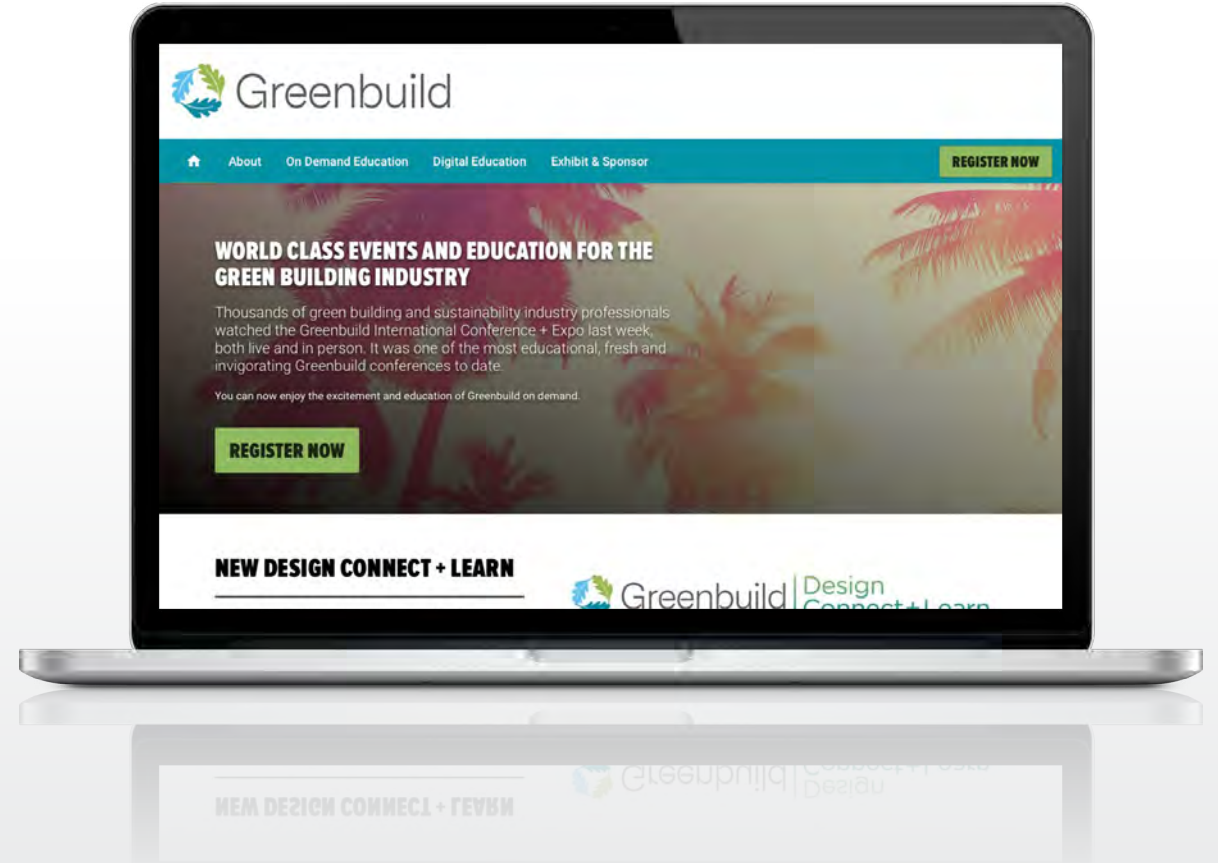 Greenbuild
About On Demand Education Digital Education Exhibit & Sponsor REGISTER NOW
WORLD CLASS EVENTS AND EDUCATION FOR THE
GREEN BUILDING INDUSTRY
Thousands of green building and sustainability industry professionals
watched the Greenbuild International Conference + Expo last week,
both live and in person. It was one of the most educational, fresh and
invigorating Greenbuild conferences to date.
You can now enjoy the excitement and education of Greenbuild on demand.
REGISTER NOW
NEW DESIGN CONNECT + LEARN
Greenbuild Design
Connect+Learn